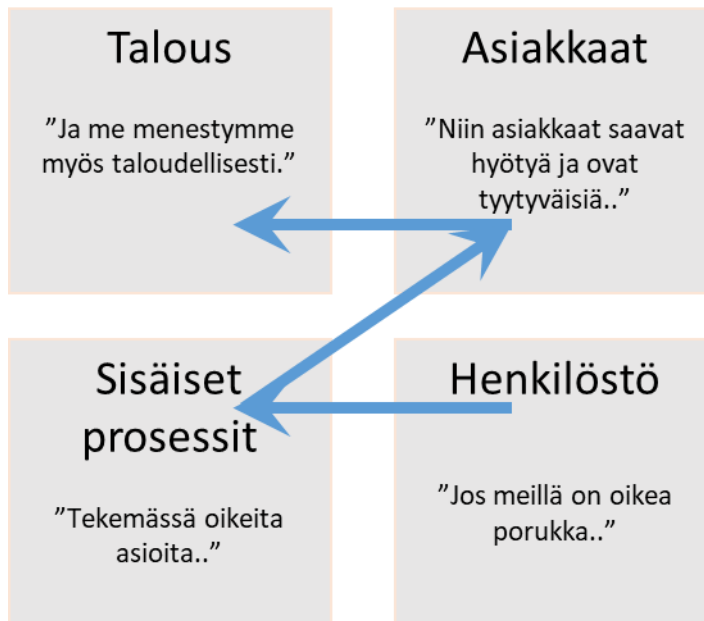 Talous
”Ja me menestymme
myös taloudellisesti.”
Asiakkaat
”Niin asiakkaat saavat
hyötyä ja ovat
tyytyväisiä..”
Sisäiset
prosessit
”Tekemässä oikeita
asioita..”
Henkilöstö
”Jos meillä on oikea
porukka..”